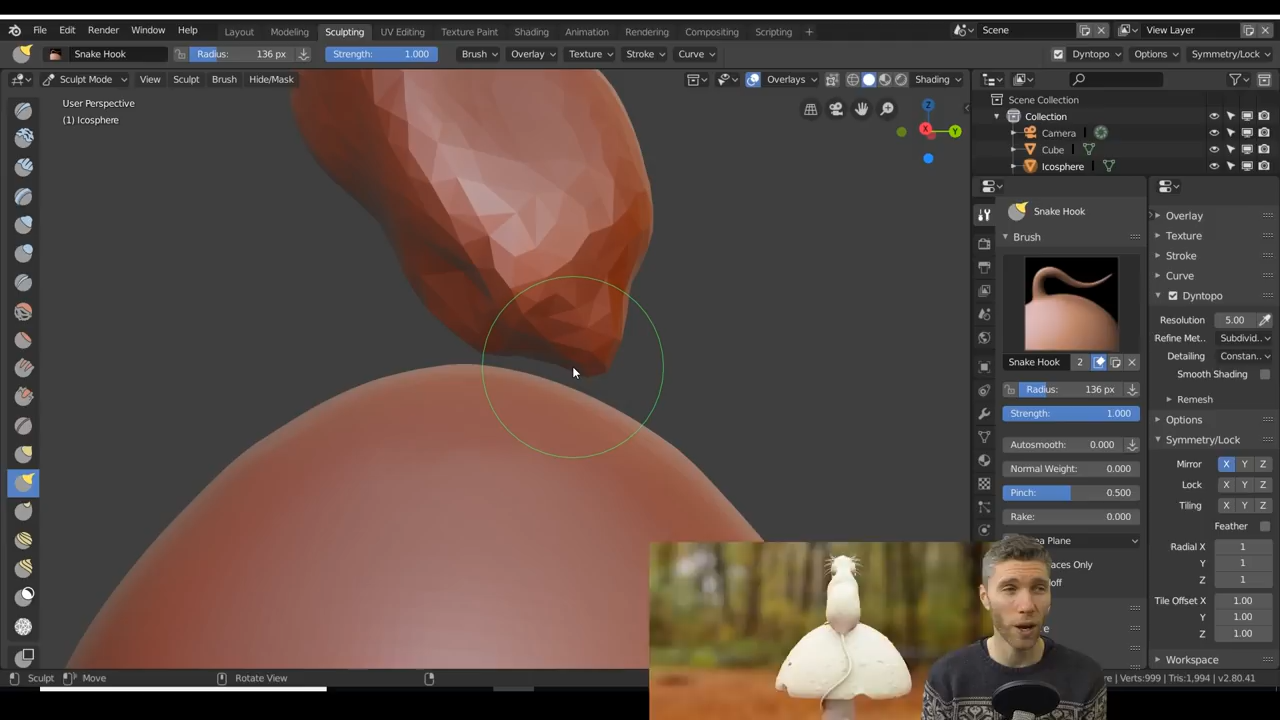 File Edit Render Window Help Layout Modeling Sculpting UV Editing Texture Paint Shading Animation Rendering Compositing Scripting + Scene View Layer
Snake Hook Radius: 136 px Strength: 1.000 Brush Overlay Texture Stroke Curve Dyntopo Options Symmetry/Lock
Sculpt Mode View Sculpt Brush Hide/Mask Overlays Shading
User Perspective
(1) Icosphere
Z
X
Y
Scene Collection
Collection
Camera
Cube
Icosphere
Snake Hook
Brush
Snake Hook 2
Radius: 136 px
Strength: 1.000
Autosmooth: 0.000
Normal Weight: 0.000
Pinch: 0.500
Rake: 0.000
ea Plane
aces Only
off
ce
Overlay
Texture
Stroke
Curve
Dyntopo
Resolution 5.00
Refine Met.. Subdivid..
Detailing Constan..
Smooth Shading
Remesh
Options
Symmetry/Lock
Mirror X Y Z
Lock X Y Z
Tiling X Y Z
Feather
Radial X 1
Y 1
Z 1
Tile Offset X 1.00
Y 1.00
Z 1.00
Workspace
Sculpt Move Rotate View
e | Verts:999 | Tris:1,994 | v2.80.41